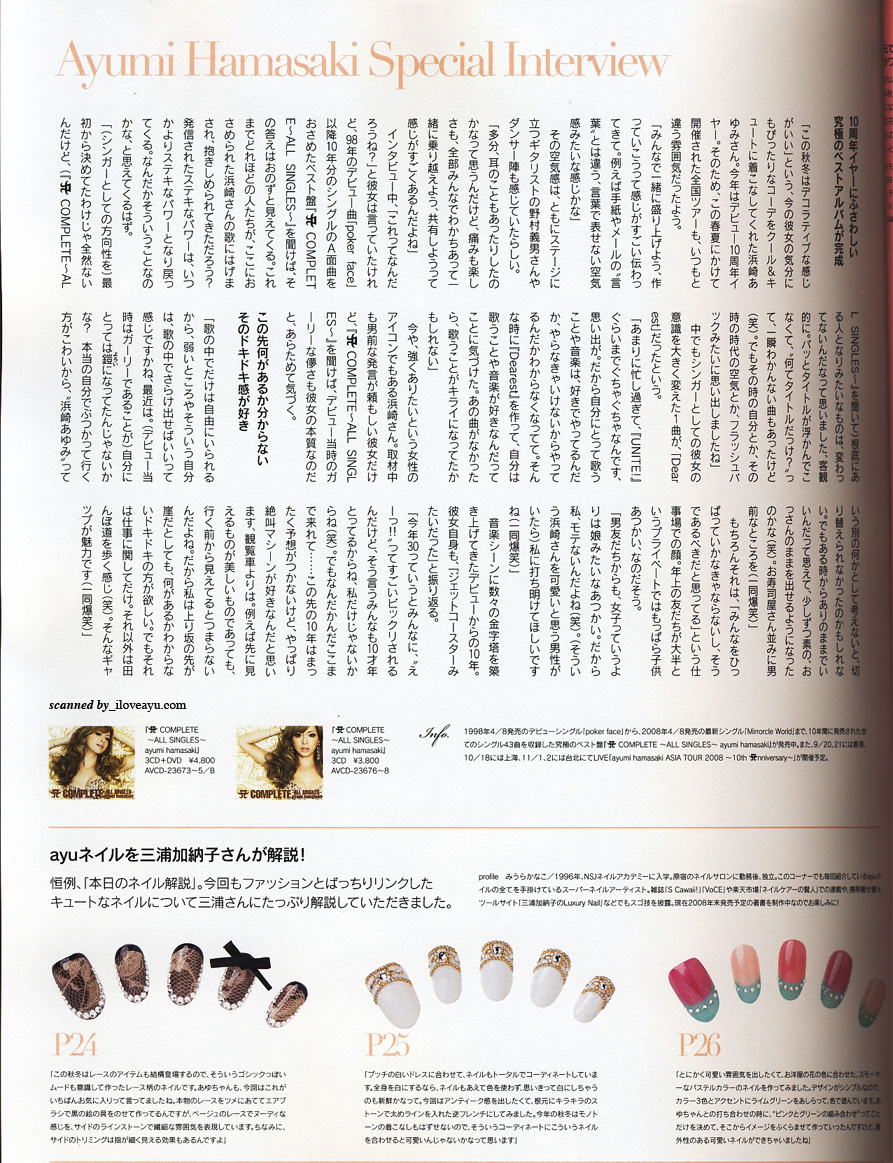 Ayumi Hamasaki Special Interview
10周年イヤーにふさわしい
究極のベストアルバムが完成
「この秋冬はデコラティブな感じ
がいい」という、今の彼女の気分に
もぴったりなコーデをクール&キ
ュートに着こなしてくれた浜崎あ
ゆみさん。今年はデビュー10周年イ
ヤー。そのため、この春夏にかけて
開催された全国ツアーも、いつもと
違う雰囲気だったよう。
「みんなで一緒に盛り上げよう、作
っていこうって感じがすごい伝わっ
てきて。例えば手紙やメールの〝言
葉〟とは違う、言葉で表せない空気
感みたいな感じかな」
その空気感は、ともにステージに
立つギタリストの野村義男さんや
ダンサー陣も感じていたらしい。
「多分、耳のこともあったりしたの
かなって思うんだけど、痛みも楽し
さも、全部みんなでわかちあって一
緒に乗り越えよう、共有しようって
感じがすごくあるんだよね」
インタビュー中、「これってなんだ
ろうね?」と彼女は言っていたけれ
ど、'98年のデビュー曲『poker face』
以降10年分のシングルのA面曲を
おさめたベスト盤『A COMPLET
E〜ALL SINGLES〜』を聞けば、そ
の答えはおのずと見えてくる。これ
までどれほどの人たちが、ここにお
さめられた浜崎さんの歌にはげま
され、抱きしめられてきただろう?
発信されたステキなパワーは、いつ
かよりステキなパワーとなり戻っ
てくる。なんだかそういうことなの
かな、と思えてくるはず。
「(シンガーとしての方向性を)最
初から決めてたわけじゃ全然ない
んだけど、(『A COMPLETE〜AL
L SINGLES〜』を聞いて)根底にあ
る人となりみたいなものは、変わっ
てないんだなって思いました。客観
的に。パッとタイトルが浮かんでこ
なくて、〝何てタイトルだっけ?〟っ
て、一瞬わかんない曲もあったけど
(笑)。でもその時の自分とか、その
時の時代の空気とか、フラッシュバ
ックみたいに思い出しましたね」
中でもシンガーとしての彼女の
意識を大きく変えた1曲が、『Dear
est』だったという。
「あまりに忙し過ぎて、『UNITE!』
ぐらいまでぐちゃぐちゃなんです、
思い出が。だから自分にとって歌う
ことや音楽は、好きでやってるんだ
か、やらなきゃいけないからやって
るんだかわからなくなってて。そん
な時に『Dearest』を作って、自分は
歌うことや音楽が好きなんだって
ことに気づけた。あの曲がなかった
ら、歌うことがキライになってたか
もしれない」
今や、強くありたいという女性の
アイコンでもある浜崎さん。取材中
も男前な発言が頼もしい彼女だけ
ど、『A COMPLETE〜ALL SINGL
ES〜』を聞けば、デビュー当時のガ
ーリーな儚さも彼女の本質なのだ
と、あらためて気づく。
この先何があるか分からない
そのドキドキ感が好き
「歌の中でだけは自由にいられる
から、弱いところやそういう自分
は、歌の中でさらけ出せばいいって
感じですかね、最近は。(デビュー当
時はガーリーであることが)自分に
とっては鎧になってたんじゃないか
よろい
な? 本当の自分でぶつかって行く
方がこわいから、〝浜崎あゆみ〟って
いう別の何かとして考えないと、切
り替えられなかったのかもしれな
い。でもある時からありのままでい
いんだって思えて、少しずつ素の、お
っさんのままを出せるようになった
のかな(笑)。お寿司屋さん並みに男
前なところを(一同爆笑)」
もちろんそれは、「みんなをひっ
ぱっていかなきゃならないし、そう
であるべきだと思ってる」という仕
事場での顔。年上の友だちが大半と
いうプライベートではもっぱら子供
あつかい、なのだそう。
「男友だちからも、女子っていうよ
りは娘みたいなあつかい。だから
私、モテないんだよね(笑)。(そうい
う浜崎さんを可愛いと思う男性が
いたら)私に打ち明けてほしいです
ね(一同爆笑)」
音楽シーンに数々の金字塔を築
き上げてきたデビューからの10年。
彼女自身も、「ジェットコースターみ
たいだった」と振り返る。
「今年30っていうとみんなに、〝え
ーっ!!〟ってすごいビックリされる
んだけど、そう言うみんなも10才年
とってるからね、私だけじゃないか
らね(笑)。でもなんだかんだここま
で来れて……この先の10年はまっ
たく予想がつかないけど、やっぱり
絶叫マシーンが好きなんだと思い
ます、観覧車よりは。例えば先に見
えるものが美しいものであっても、
行く前から見えてるとつまらない
んだよね。だから私は上り坂の先が
崖だとしても、何があるかわからな
いドキドキの方が欲しい。でもそれ
は仕事に関してだけ。それ以外は田
んぼ道を歩く感じ(笑)。そんなギャ
ップが魅力です(一同爆笑)」
scanned by_iloveayu.com
『A COMPLETE
〜ALL SINGLES〜
ayumi hamasaki』
3CD+DVD ¥4,800
AVCD-23673〜5/B
『A COMPLETE
〜ALL SINGLES〜
ayumi hamasaki』
3CD ¥3,800
AVCD-23676〜8
Info.
1998年4/8発売のデビューシングル『poker face』から、2008年4/8発売の最新シングル『Mirrorcle World』まで、10年間に発売された全
てのシングル43曲を収録した究極のベスト盤『A COMPLETE 〜ALL SINGLES〜 ayumi hamasaki』が発売中。また、9/20、21には香港、
10/18には上海、11/1、2には台北にてLIVE『ayumi hamasaki ASIA TOUR 2008 〜10th Anniversary〜』が開催予定。
ayuネイルを三浦加納子さんが解説!
恒例、「本日のネイル解説」。今回もファッションとばっちりリンクした
キュートなネイルについて三浦さんにたっぷり解説していただきました。
profile みうらかなこ/1996年、NSJネイルアカデミーに入学。原宿のネイルサロンに勤務後、独立。このコーナーでも毎回紹介しているayuネ
イルの全てを手掛けているスーパーネイルアーティスト。雑誌『S Cawaii!』『VoCE』や楽天市場「ネイルケアーの賢人」での連載や、携帯着せ替え
ツールサイト「三浦加納子のLuxury Nail」などでもスゴ技を披露。現在2008年末発売予定の著書を制作中なのでお楽しみに!
P24
「この秋冬はレースのアイテムも結構登場するので、そういうゴシックっぽい
ムードも意識して作ったレース柄のネイルです。あゆちゃんも、今回はこれが
いちばんお気に入りって言ってましたね。本物のレースをツメにあててエアブ
ラシで黒の絵の具をのせて作ってるんですが、ベージュのレースでヌーディな
感じを、サイドのラインストーンで繊細な雰囲気を表現しています。ちなみに、
サイドのトリミングは指が細く見える効果もあるんですよ」
P25
「プッチの白いドレスに合わせて、ネイルもトータルでコーディネートしていま
す。全身を白にするなら、ネイルもあえて色を使わず、思いきって白にしちゃう
のも新鮮かなって。今回はアンティーク感を出したくて、根元にキラキラのス
トーンで太めラインを入れた逆フレンチにしてみました。今年の秋冬はモノト
ーンの着こなしもはずせないので、そういうコーディネートにこういうネイル
を合わせると可愛いんじゃないかなって思います」
P26
「とにかく可愛い雰囲気を出したくて、お洋服の花の色に合わせた、スモーキ
ーなパステルカラーのネイルを作ってみました。デザインがシンプルなので、
カラー3色とアクセントにライムグリーンをあしらって、色で遊んでいます。あ
ゆちゃんとの打ち合わせの時に、“ピンクとグリーンの組み合わせ”ってこと
だけを決めて、そこからイメージをふくらませて作っていったんですけど、意
外性のある可愛いネイルができちゃいましたね」